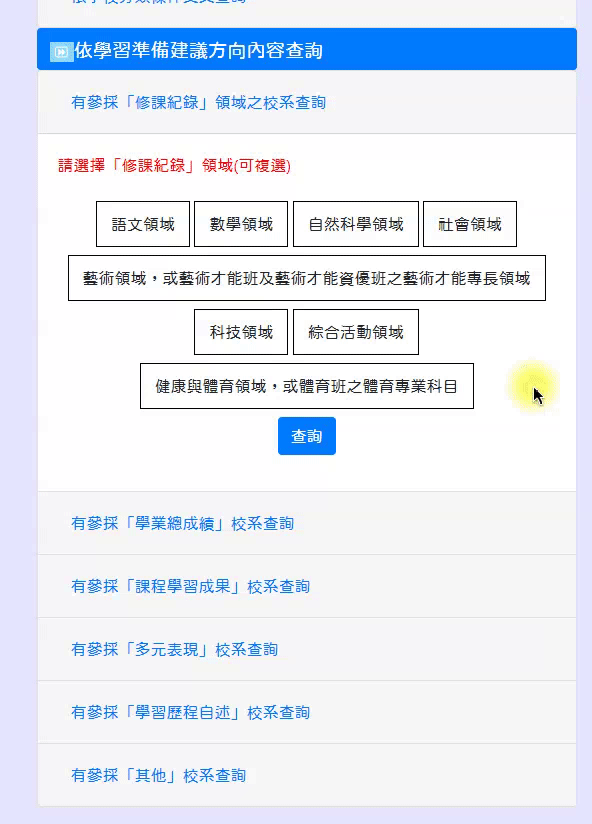 依學習準備建議方向內容查詢
有參採「修課紀錄」領域之校系查詢
請選擇「修課紀錄」領域(可複選)
語文領域 數學領域 自然科學領域 社會領域
藝術領域，或藝術才能班及藝術才能資優班之藝術才能專長領域
科技領域 綜合活動領域
健康與體育領域，或體育班之體育專業科目
查詢
有參採「學業總成績」校系查詢
有參採「課程學習成果」校系查詢
有參採「多元表現」校系查詢
有參採「學習歷程自述」校系查詢
有參採「其他」校系查詢